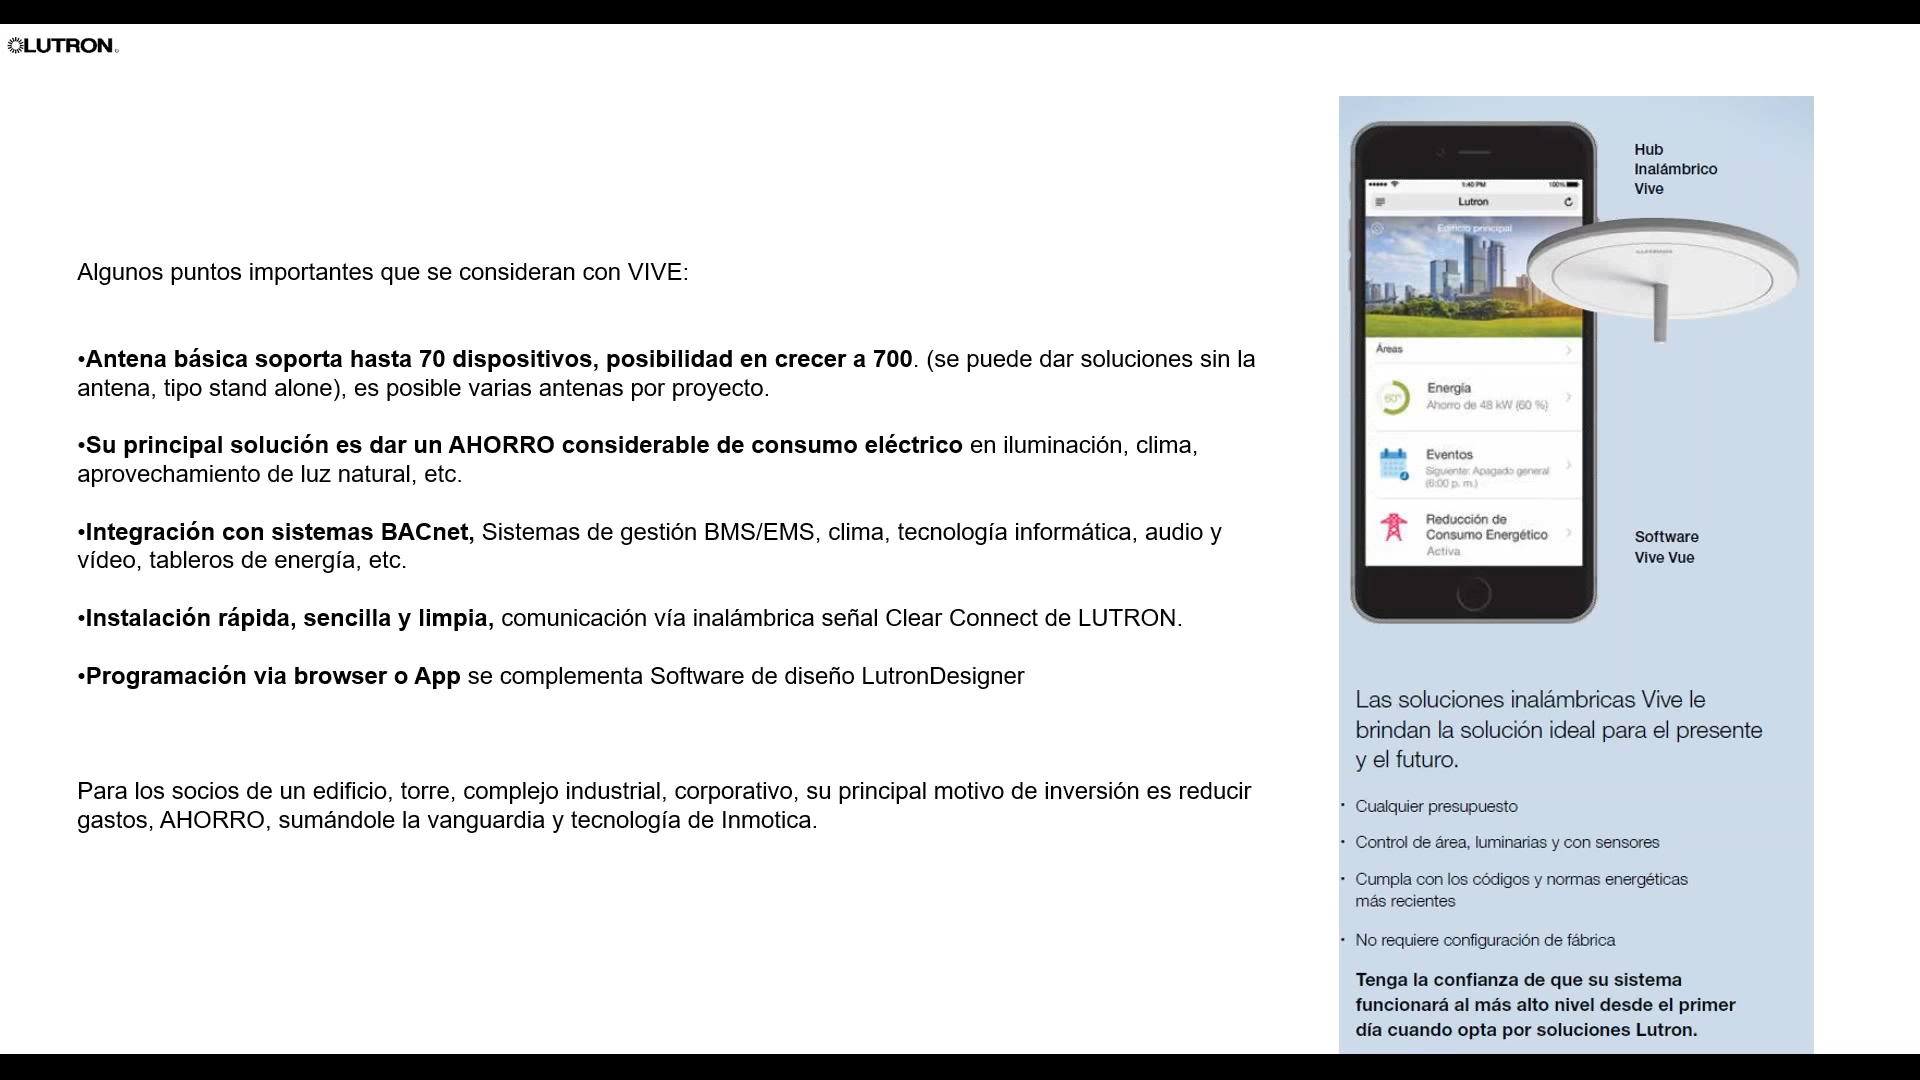 LUTRON
Algunos puntos importantes que se consideran con VIVE:
•Antena básica soporta hasta 70 dispositivos, posibilidad en crecer a 700. (se puede dar soluciones sin la
antena, tipo stand alone), es posible varias antenas por proyecto.
•Su principal solución es dar un AHORRO considerable de consumo eléctrico en iluminación, clima,
aprovechamiento de luz natural, etc.
•Integración con sistemas BACnet, Sistemas de gestión BMS/EMS, clima, tecnología informática, audio y
vídeo, tableros de energía, etc.
•Instalación rápida, sencilla y limpia, comunicación vía inalámbrica señal Clear Connect de LUTRON.
•Programación via browser o App se complementa Software de diseño LutronDesigner
Para los socios de un edificio, torre, complejo industrial, corporativo, su principal motivo de inversión es reducir
gastos, AHORRO, sumándole la vanguardia y tecnología de Inmotica.
Hub
Inalámbrico
Vive
1:40 PM
100%
Lutron
Edificio principal
LUTRON
Áreas
60%
Energía
Ahorro de 48 kW (60 %)
Eventos
Siguiente: Apagado general
(6:00 p. m.)
Reducción de
Consumo Energético
Activa
Software
Vive Vue
Las soluciones inalámbricas Vive le
brindan la solución ideal para el presente
y el futuro.
· Cualquier presupuesto
· Control de área, luminarias y con sensores
· Cumpla con los códigos y normas energéticas
más recientes
· No requiere configuración de fábrica
Tenga la confianza de que su sistema
funcionará al más alto nivel desde el primer
día cuando opta por soluciones Lutron.